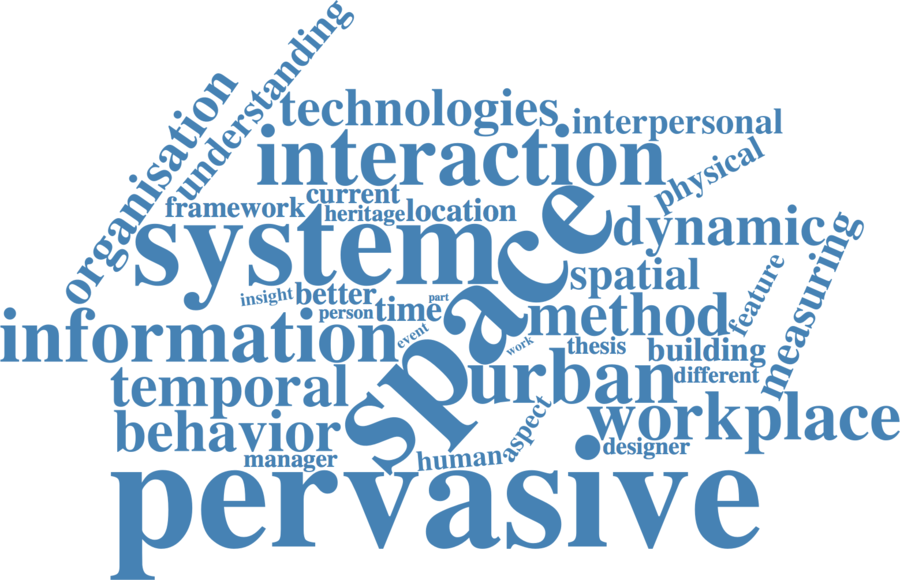 understanding
organisation
technologies
interpersonal
interaction
physical
current
framework
heritage
location
system
space
dynamic
measuring
spatial
feature
insight
better
part
person
time
method
information
event
work
thesis
building
temporal
urban
different
behavior
aspect
workplace
manager
human
designer
pervasive